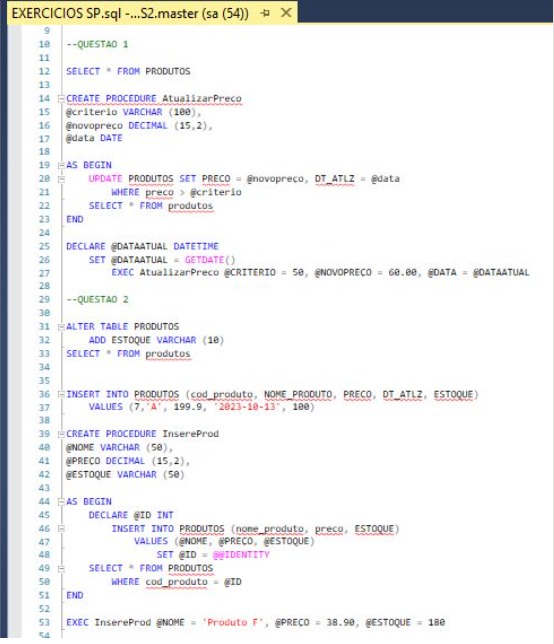 EXERCICIOS SP.sql -...S2.master (sa (54))
9
10 --QUESTAO 1
11
12 SELECT * FROM PRODUTOS
13
14 CREATE PROCEDURE AtualizarPreco
15 @criterio VARCHAR (100),
16 @novopreço DECIMAL (15,2),
17 @data DATE
18
19 AS BEGIN
20 UPDATE PRODUTOS SET PRECO = @novopreço, DT_ATLZ = @data
21 WHERE preco > @criterio
22 SELECT * FROM produtos
23 END
24
25 DECLARE @DATAATUAL DATETIME
26 SET @DATAATUAL = GETDATE()
27 EXEC AtualizarPreco @CRITERIO = 50, @NOVOPREÇO = 60.00, @DATA = @DATAATUAL
28
29 --QUESTAO 2
30
31 ALTER TABLE PRODUTOS
32 ADD ESTOQUE VARCHAR (10)
33 SELECT * FROM produtos
34
35
36 INSERT INTO PRODUTOS (cod_produto, NOME_PRODUTO, PRECO, DT_ATLZ, ESTOQUE)
37 VALUES (7,'A', 199.9, '2023-10-13', 100)
38
39 CREATE PROCEDURE InsereProd
40 @NOME VARCHAR (50),
41 @PREÇO DECIMAL (15,2),
42 @ESTOQUE VARCHAR (50)
43
44 AS BEGIN
45 DECLARE @ID INT
46 INSERT INTO PRODUTOS (nome_produto, preco, ESTOQUE)
47 VALUES (@NOME, @PREÇO, @ESTOQUE)
48 SET @ID = @@IDENTITY
49 SELECT * FROM PRODUTOS
50 WHERE cod_produto = @ID
51 END
52
53 EXEC InsereProd @NOME = 'Produto F', @PREÇO = 38.90, @ESTOQUE = 180
54